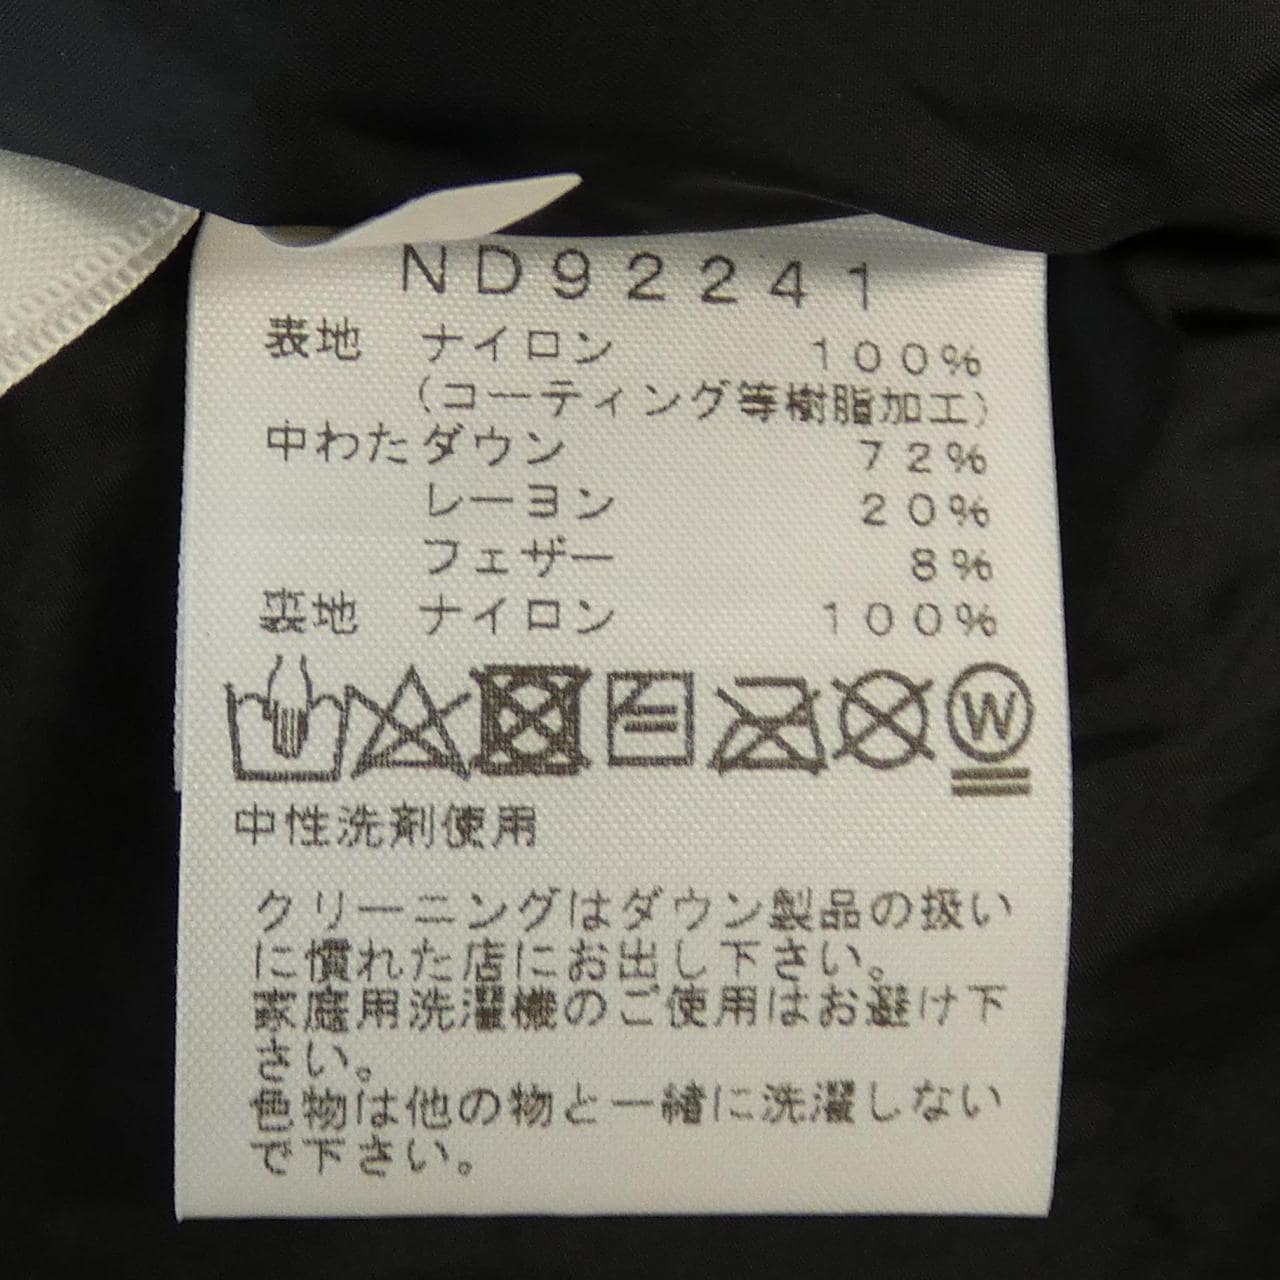 ND92241
表地 ナイロン 100%
(コーティング等樹脂加工)
中わた ダウン 72%
レーヨン 20%
フェザー 8%
裏地 ナイロン 100%
W
中性洗剤使用
クリーニングはダウン製品の扱い
に慣れた店にお出し下さい。
家庭用洗濯機のご使用はお避け下
さい。
色物は他の物と一緒に洗濯しない
で下さい。